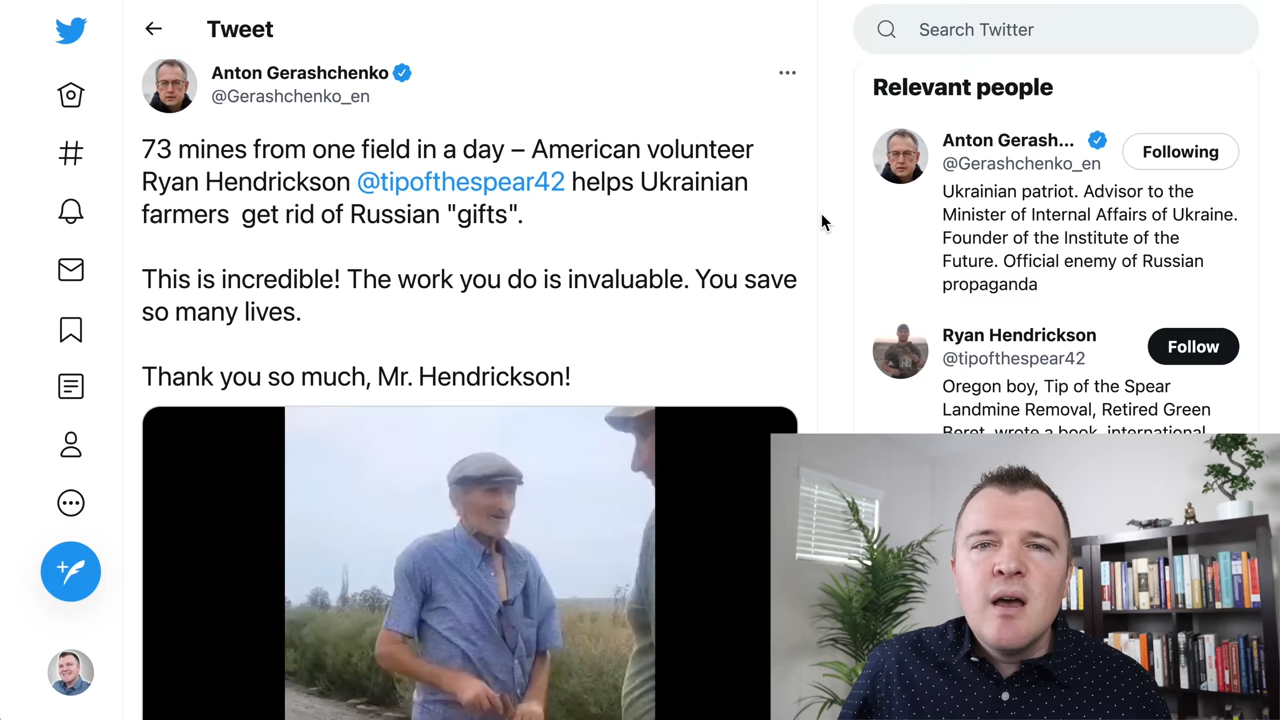 Tweet
Anton Gerashchenko
@Gerashchenko_en
73 mines from one field in a day – American volunteer
Ryan Hendrickson @tipofthespear42 helps Ukrainian
farmers  get rid of Russian "gifts".
This is incredible! The work you do is invaluable. You save
so many lives.
Thank you so much, Mr. Hendrickson!
Search Twitter
Relevant people
Anton Gerash...
@Gerashchenko_en
Following
Ukrainian patriot. Advisor to the
Minister of Internal Affairs of Ukraine.
Founder of the Institute of the
Future. Official enemy of Russian
propaganda
Ryan Hendrickson
@tipofthespear42
Follow
Oregon boy, Tip of the Spear
Landmine Removal, Retired Green
Beret, wrote a book, international